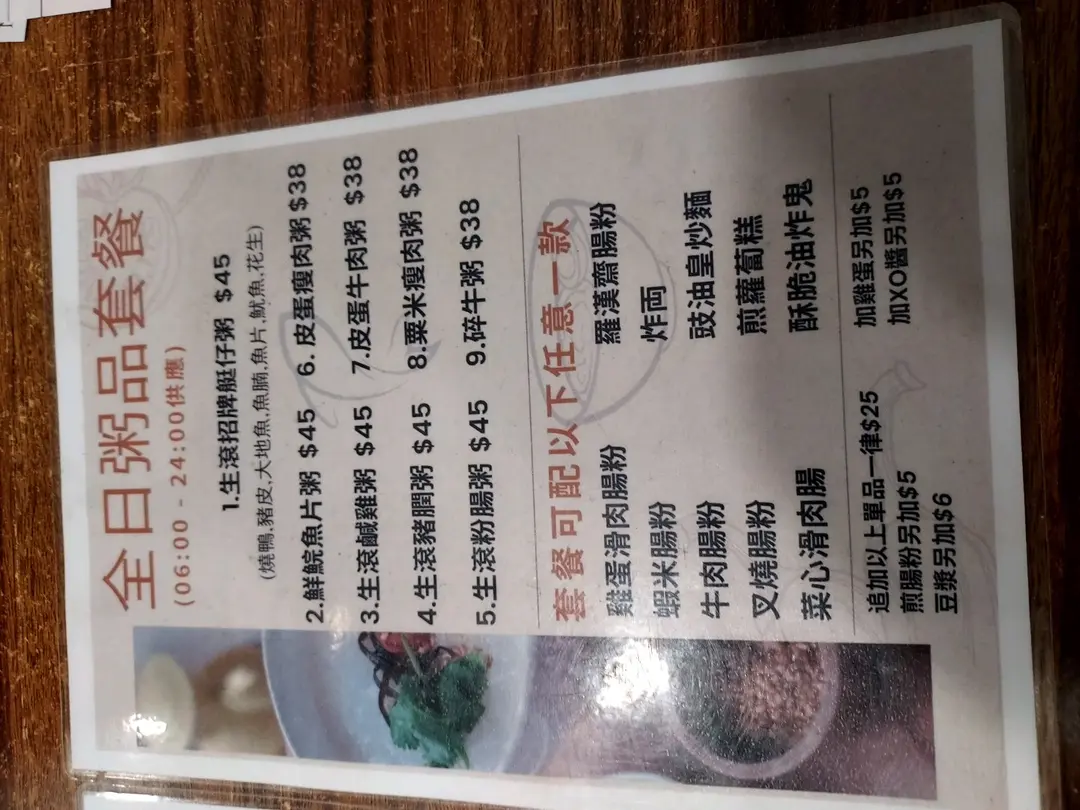 全日粥品套餐
(06:00 - 24:00供應)
1.生滾招牌艇仔粥 $45
(燒鴨,豬皮,大地魚,魚腩,魚片,魷魚,花生)
2.鮮鯇魚片粥 $45
3.生滾鹹雞粥 $45
4.生滾豬膶粥 $45
5.生滾粉腸粥 $45
6. 皮蛋瘦肉粥 $38
7.皮蛋牛肉粥 $38
8.粟米瘦肉粥 $38
9.碎牛粥 $38
套餐可配以下任意一款
雞蛋滑肉腸粉
蝦米腸粉
牛肉腸粉
叉燒腸粉
菜心滑肉腸
羅漢齋腸粉
炸両
豉油皇炒麵
煎蘿蔔糕
酥脆油炸鬼
追加以上單品一律$25
煎腸粉另加$5
豆漿另加$6
加雞蛋另加$5
加XO醬另加$5